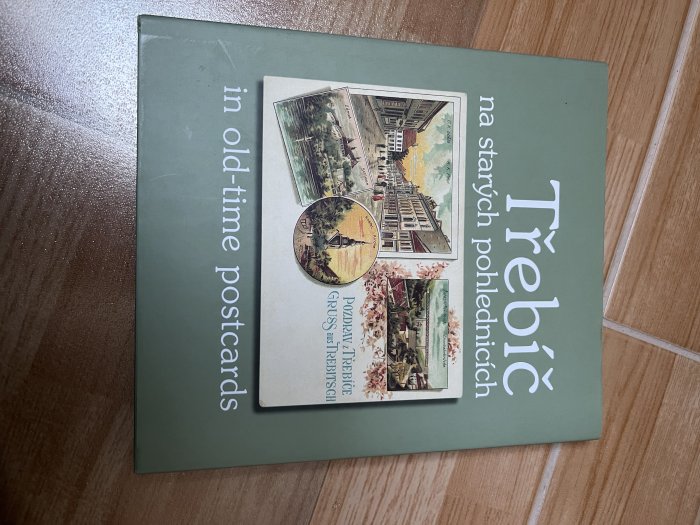 Třebíč
na starých pohlednicích
POZDRAV z TŘEBÍČE
GRUSS aus TREBITSCH
in old-time postcards